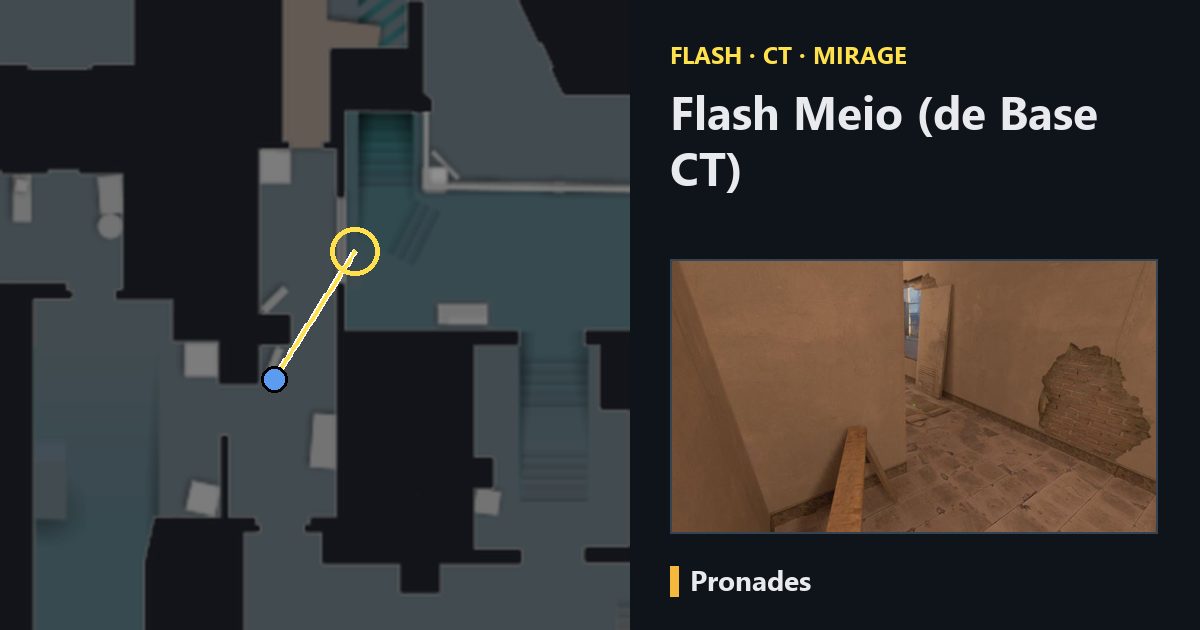 FLASH · CT · MIRAGE
Flash Meio (de Base
CT)
Pronades